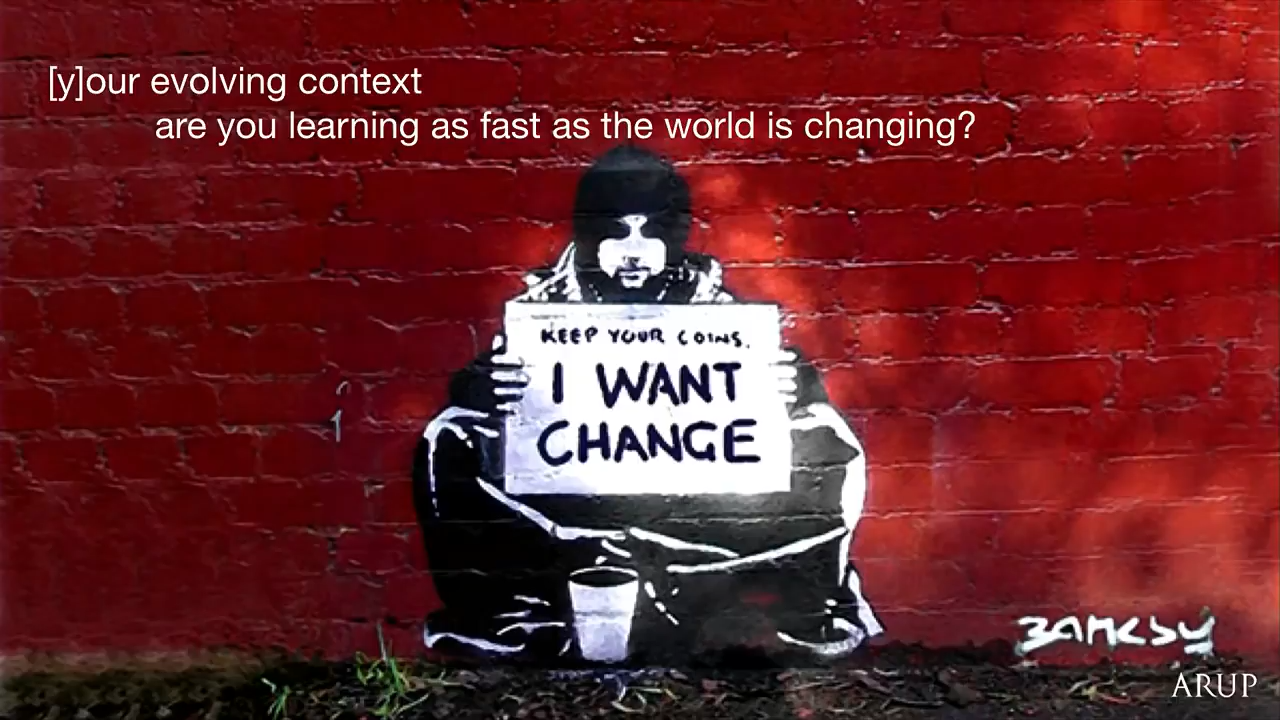 [y]our evolving context
are you learning as fast as the world is changing?
KEEP YOUR COINS.
I WANT
CHANGE
BANKSY
ARUP